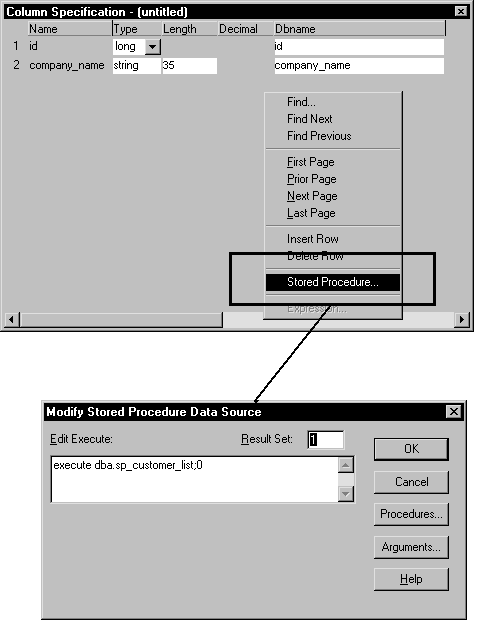 Column Specification - (untitled)
Name Type Length Decimal Dbname
1 id long id
2 company_name string 35 company_name
Find...
Find Next
Find Previous
First Page
Prior Page
Next Page
Last Page
Insert Row
Delete Row
Stored Procedure...
Expression...
Modify Stored Procedure Data Source
Edit Execute: Result Set: 1
OK
execute dba.sp_customer_list;0
Cancel
Procedures...
Arguments...
Help